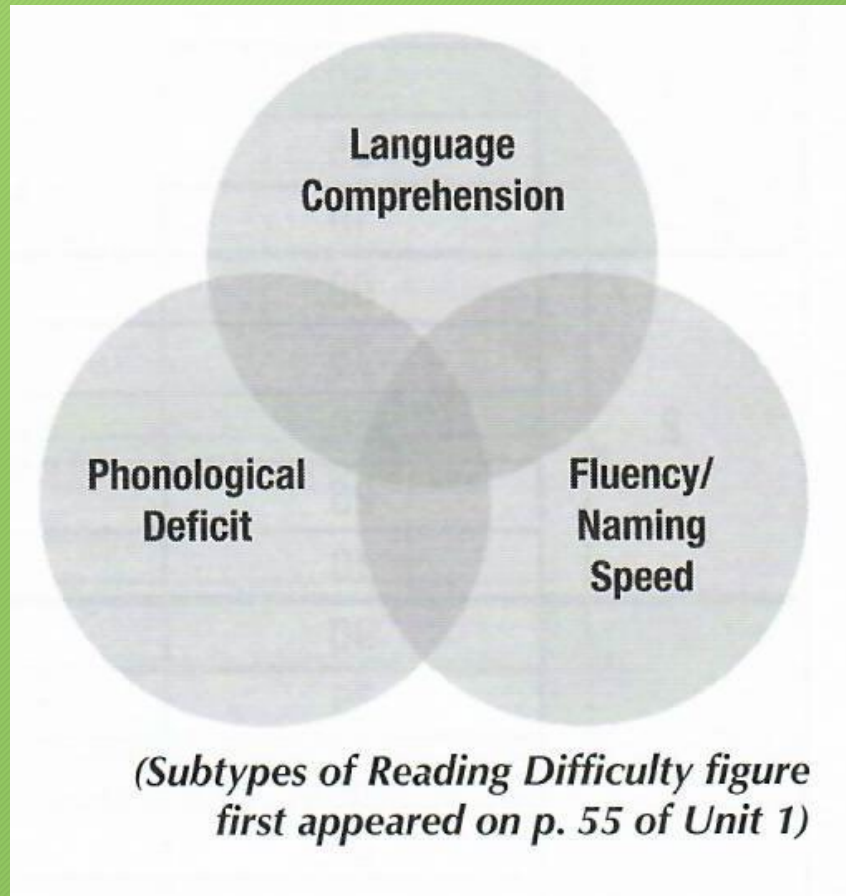 Language
Comprehension
Phonological
Deficit
Fluency/
Naming
Speed
(Subtypes of Reading Difficulty figure
first appeared on p. 55 of Unit 1)